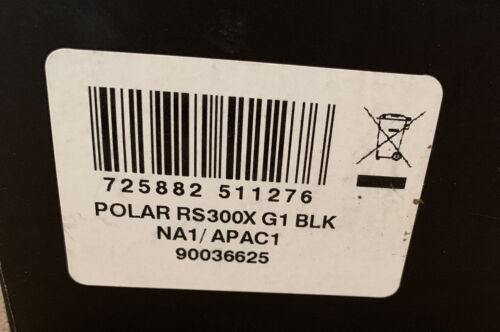 725882 511276
POLAR RS300X G1 BLK
NA1/ APAC1
90036625